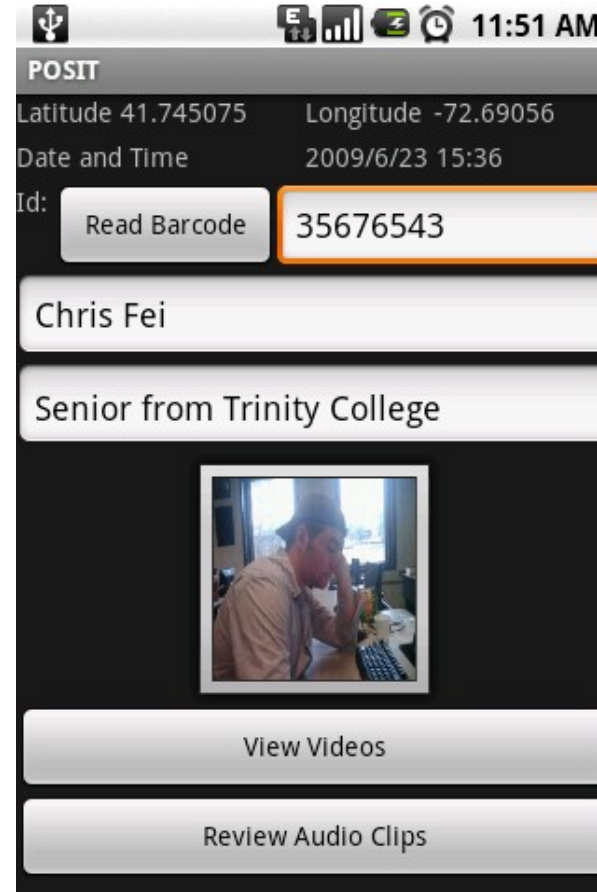 E
11:51 AM
POSIT
Latitude 41.745075 Longitude -72.69056
Date and Time 2009/6/23 15:36
Id: Read Barcode 35676543
Chris Fei
Senior from Trinity College
View Videos
Review Audio Clips